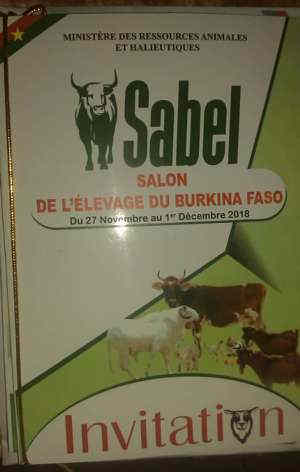 MINISTÈRE DES RESSOURCES ANIMALES
ET HALIEUTIQUES
Sabel
SALON
DE L'ÉLEVAGE DU BURKINA FASO
Du 27 Novembre au 1er Décembre 2018
Invitation